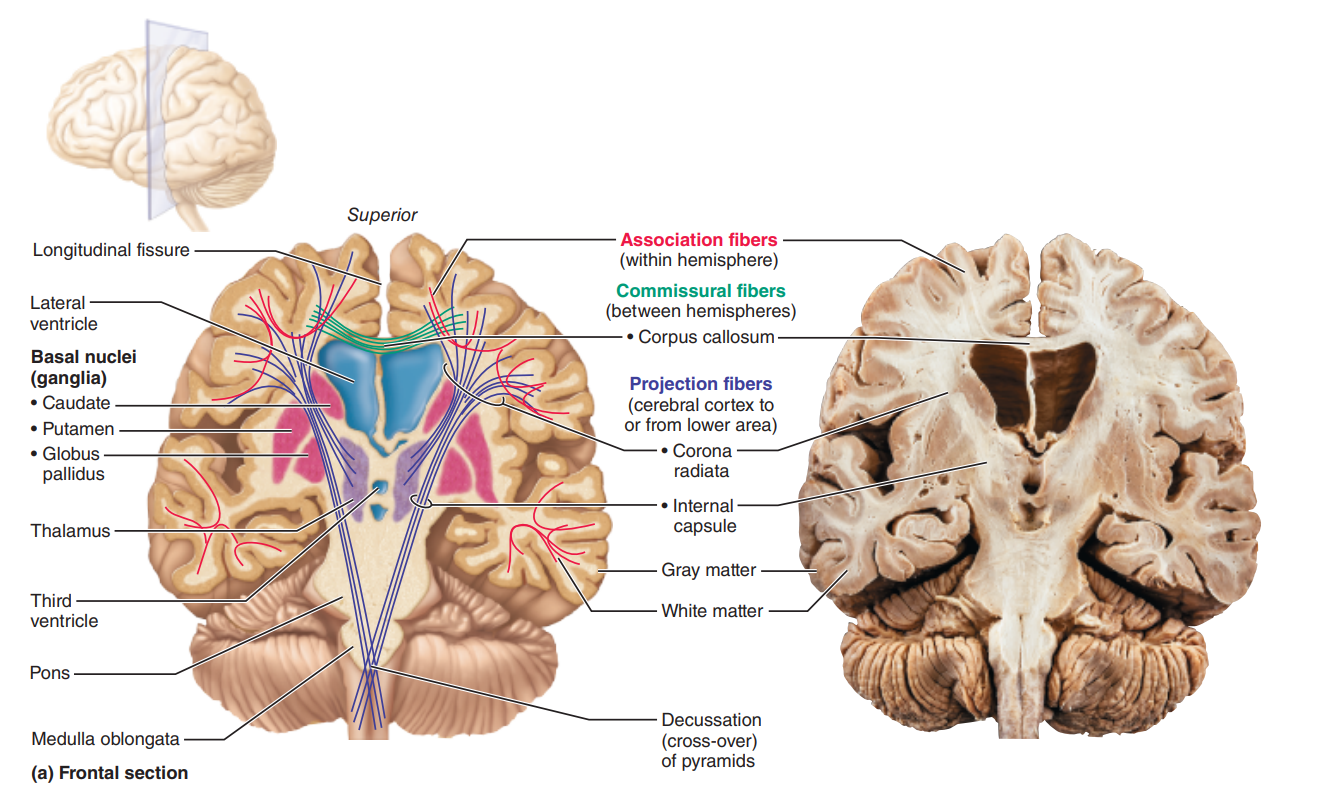 Superior
Longitudinal fissure
Lateral
ventricle
Basal nuclei
(ganglia)
• Caudate
• Putamen
• Globus
pallidus
Thalamus
Third
ventricle
Pons
Medulla oblongata
(a) Frontal section
Association fibers
(within hemisphere)
Commissural fibers
(between hemispheres)
• Corpus callosum
Projection fibers
(cerebral cortex to
or from lower area)
• Corona
radiata
• Internal
capsule
Gray matter
White matter
Decussation
(cross-over)
of pyramids